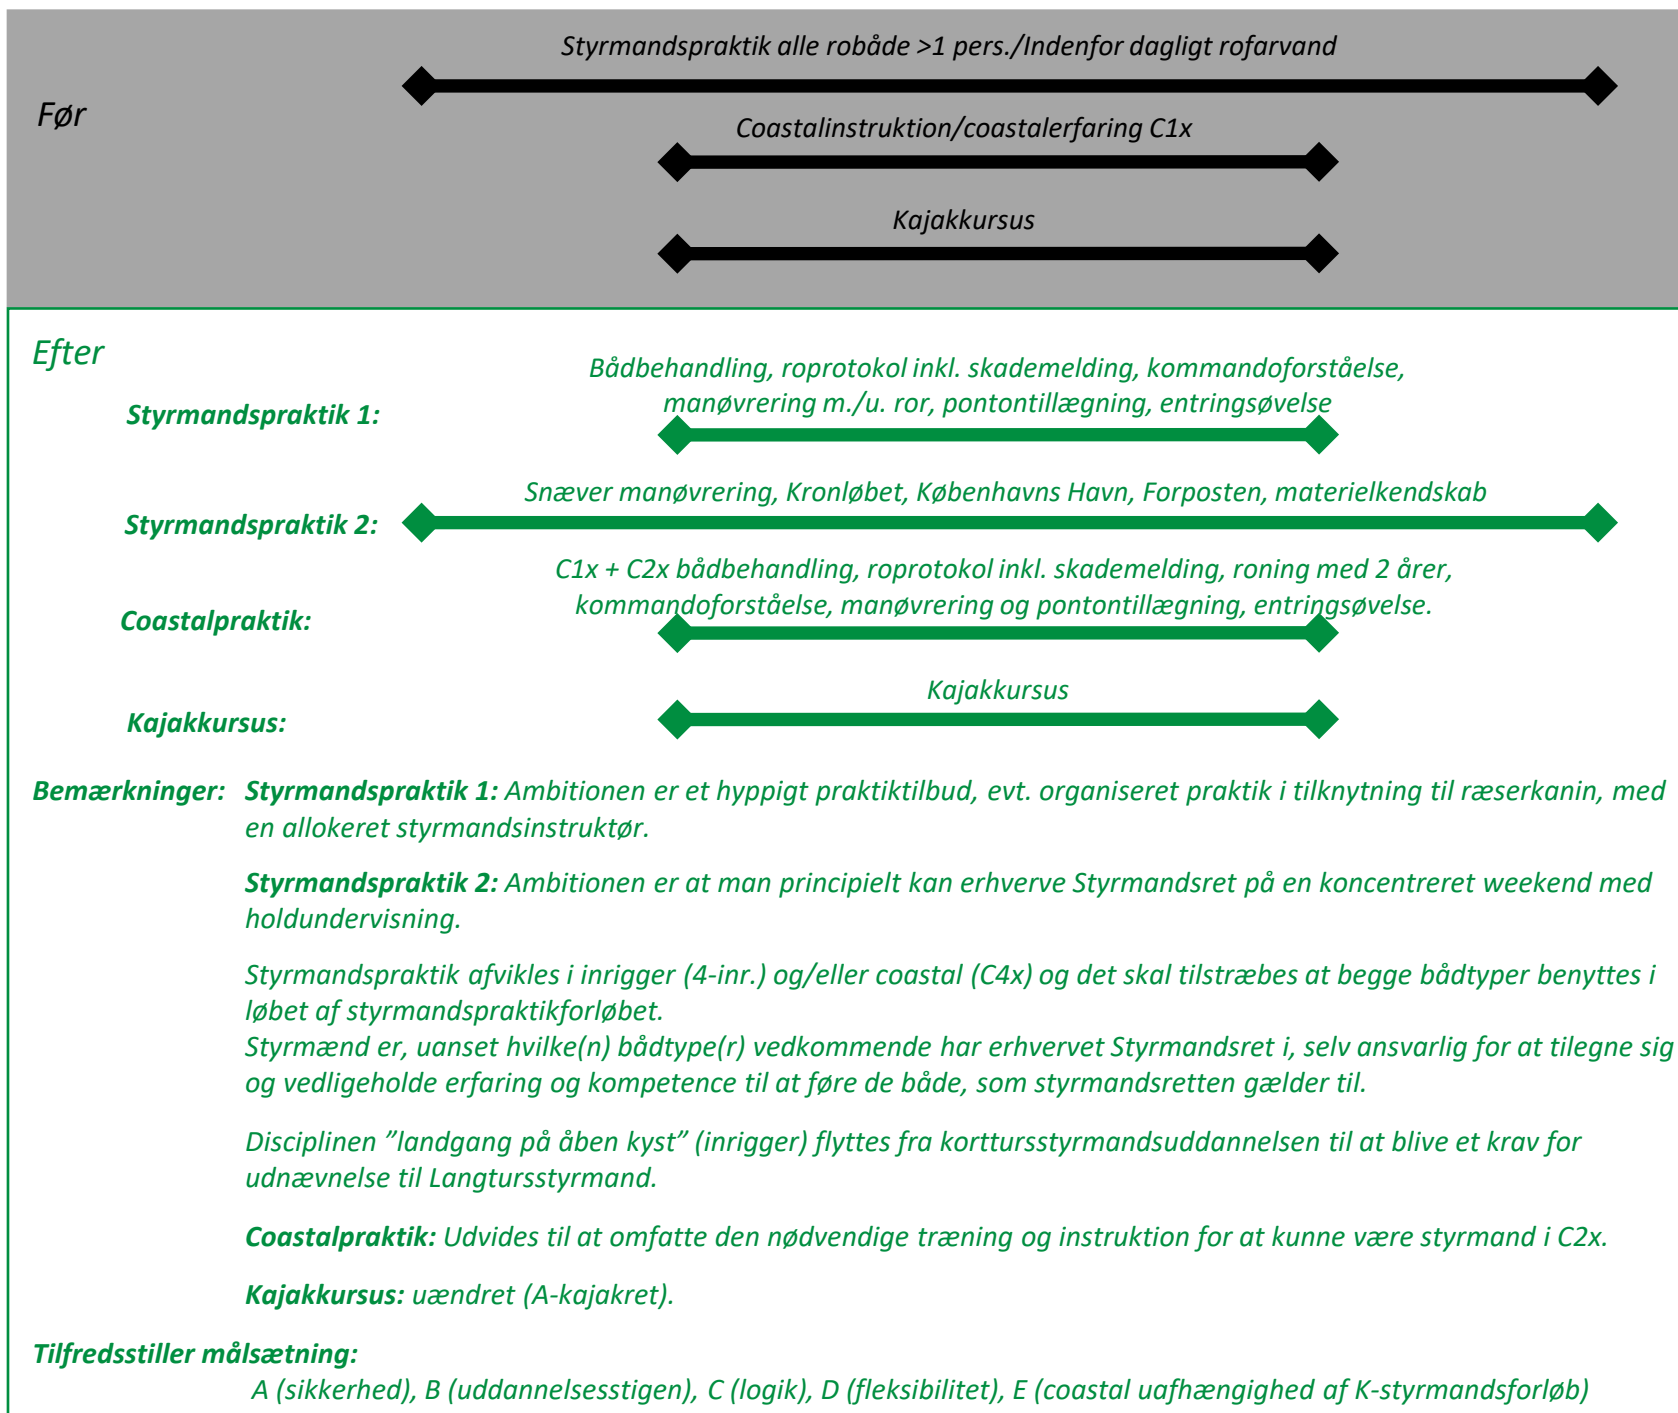 Styrmandspraktik alle robåde >1 pers./Indenfor dagligt rofarvand
Før
Coastalinstruktion/coastalerfaring C1x
Kajakkursus
Efter
Bådbehandling, roprotokol inkl. skademelding, kommandoforståelse,
manøvrering m./u. ror, pontontillægning, entringsøvelse
Styrmandspraktik 1:
Snæver manøvrering, Kronløbet, Københavns Havn, Forposten, materielkendskab
Styrmandspraktik 2:
C1x + C2x bådbehandling, roprotokol inkl. skademelding, roning med 2 årer,
kommandoforståelse, manøvrering og pontontillægning, entringsøvelse.
Coastalpraktik:
Kajakkursus
Kajakkursus:
Bemærkninger: Styrmandspraktik 1: Ambitionen er et hyppigt praktiktilbud, evt. organiseret praktik i tilknytning til ræserkanin, med
en allokeret styrmandsinstruktør.
Styrmandspraktik 2: Ambitionen er at man principielt kan erhverve Styrmandsret på en koncentreret weekend med
holdundervisning.
Styrmandspraktik afvikles i inrigger (4-inr.) og/eller coastal (C4x) og det skal tilstræbes at begge bådtyper benyttes i
løbet af styrmandspraktikforløbet.
Styrmænd er, uanset hvilke(n) bådtype(r) vedkommende har erhvervet Styrmandsret i, selv ansvarlig for at tilegne sig
og vedligeholde erfaring og kompetence til at føre de både, som styrmandsretten gælder til.
Disciplinen ”landgang på åben kyst” (inrigger) flyttes fra korttursstyrmandsuddannelsen til at blive et krav for
udnævnelse til Langtursstyrmand.
Coastalpraktik: Udvides til at omfatte den nødvendige træning og instruktion for at kunne være styrmand i C2x.
Kajakkursus: uændret (A-kajakret).
Tilfredsstiller målsætning:
A (sikkerhed), B (uddannelsesstigen), C (logik), D (fleksibilitet), E (coastal uafhængighed af K-styrmandsforløb)